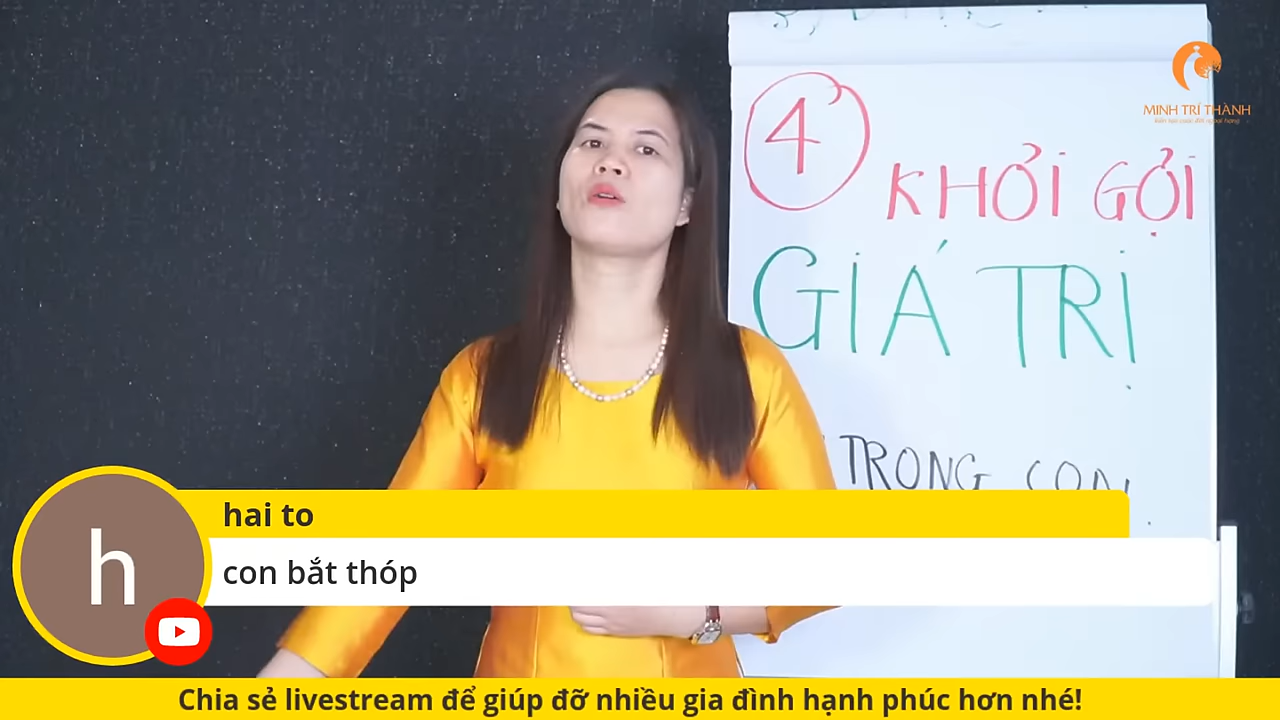 MINH TRÍ THÀNH
4
KHỞI GỢI
GIÁ TRỊ
TRONG CON
hai to
h
con bắt thóp
Chia sẻ livestream để giúp đỡ nhiều gia đình hạnh phúc hơn nhé!